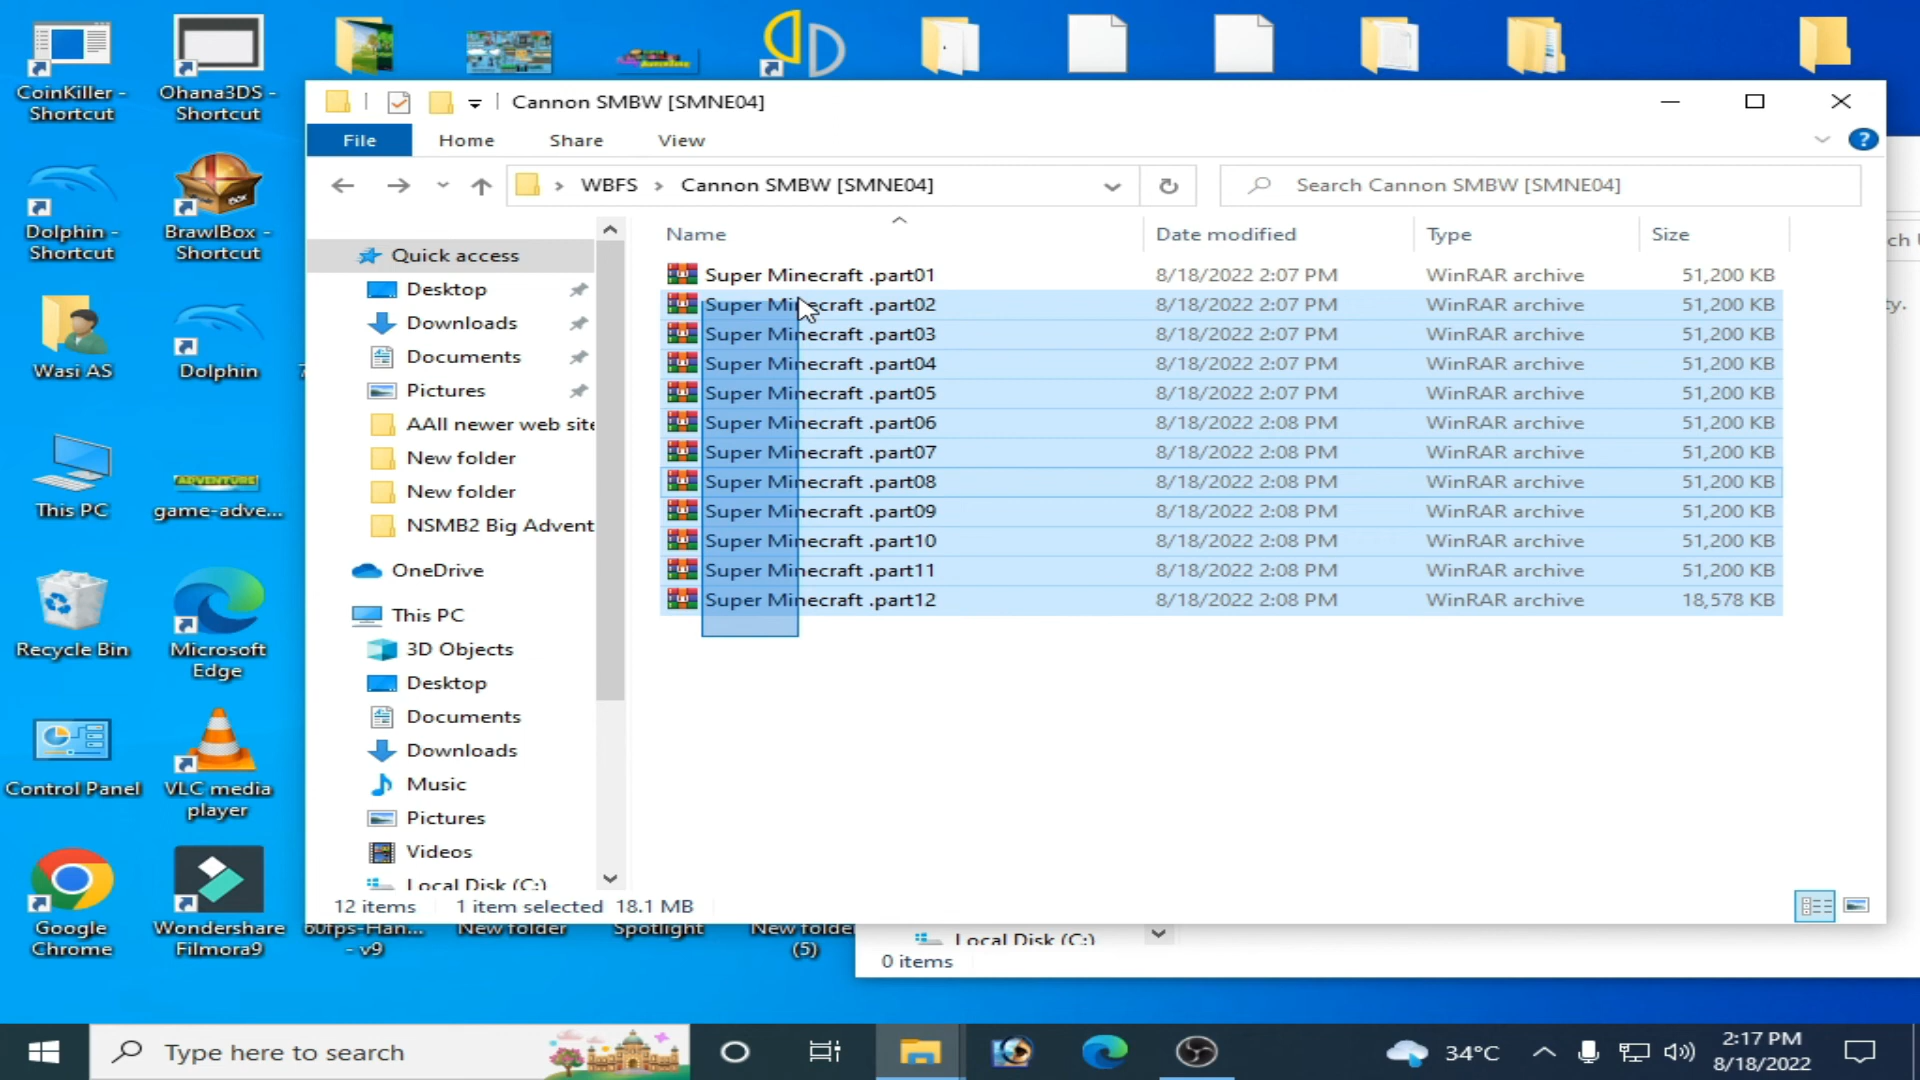 CoinKiller -
Shortcut
Ohana3DS -
Shortcut
Dolphin -
Shortcut
BrawlBox -
Shortcut
Wasi AS
Dolphin
This PC
ADVENTURE
game-adve...
Recycle Bin
Microsoft
Edge
Control Panel
VLC media
player
Google
Chrome
Wondershare
Filmora9
60fps-Han...
- v9
New folder
Spotlight
New folder
(5)
Cannon SMBW [SMNE04]
File
Home
Share
View
WBFS > Cannon SMBW [SMNE04]
Search Cannon SMBW [SMNE04]
Quick access
Desktop
Downloads
Documents
Pictures
AAll newer web site
New folder
New folder
NSMB2 Big Advent
OneDrive
This PC
3D Objects
Desktop
Documents
Downloads
Music
Pictures
Videos
Local Disk (C:)
Name Date modified Type Size
Super Minecraft .part01 8/18/2022 2:07 PM WinRAR archive 51,200 KB
Super Minecraft .part02 8/18/2022 2:07 PM WinRAR archive 51,200 KB
Super Minecraft .part03 8/18/2022 2:07 PM WinRAR archive 51,200 KB
Super Minecraft .part04 8/18/2022 2:07 PM WinRAR archive 51,200 KB
Super Minecraft .part05 8/18/2022 2:07 PM WinRAR archive 51,200 KB
Super Minecraft .part06 8/18/2022 2:08 PM WinRAR archive 51,200 KB
Super Minecraft .part07 8/18/2022 2:08 PM WinRAR archive 51,200 KB
Super Minecraft .part08 8/18/2022 2:08 PM WinRAR archive 51,200 KB
Super Minecraft .part09 8/18/2022 2:08 PM WinRAR archive 51,200 KB
Super Minecraft .part10 8/18/2022 2:08 PM WinRAR archive 51,200 KB
Super Minecraft .part11 8/18/2022 2:08 PM WinRAR archive 51,200 KB
Super Minecraft .part12 8/18/2022 2:08 PM WinRAR archive 18,578 KB
12 items 1 item selected 18.1 MB
Local Disk (C:)
0 items
Type here to search
34°C
2:17 PM
8/18/2022